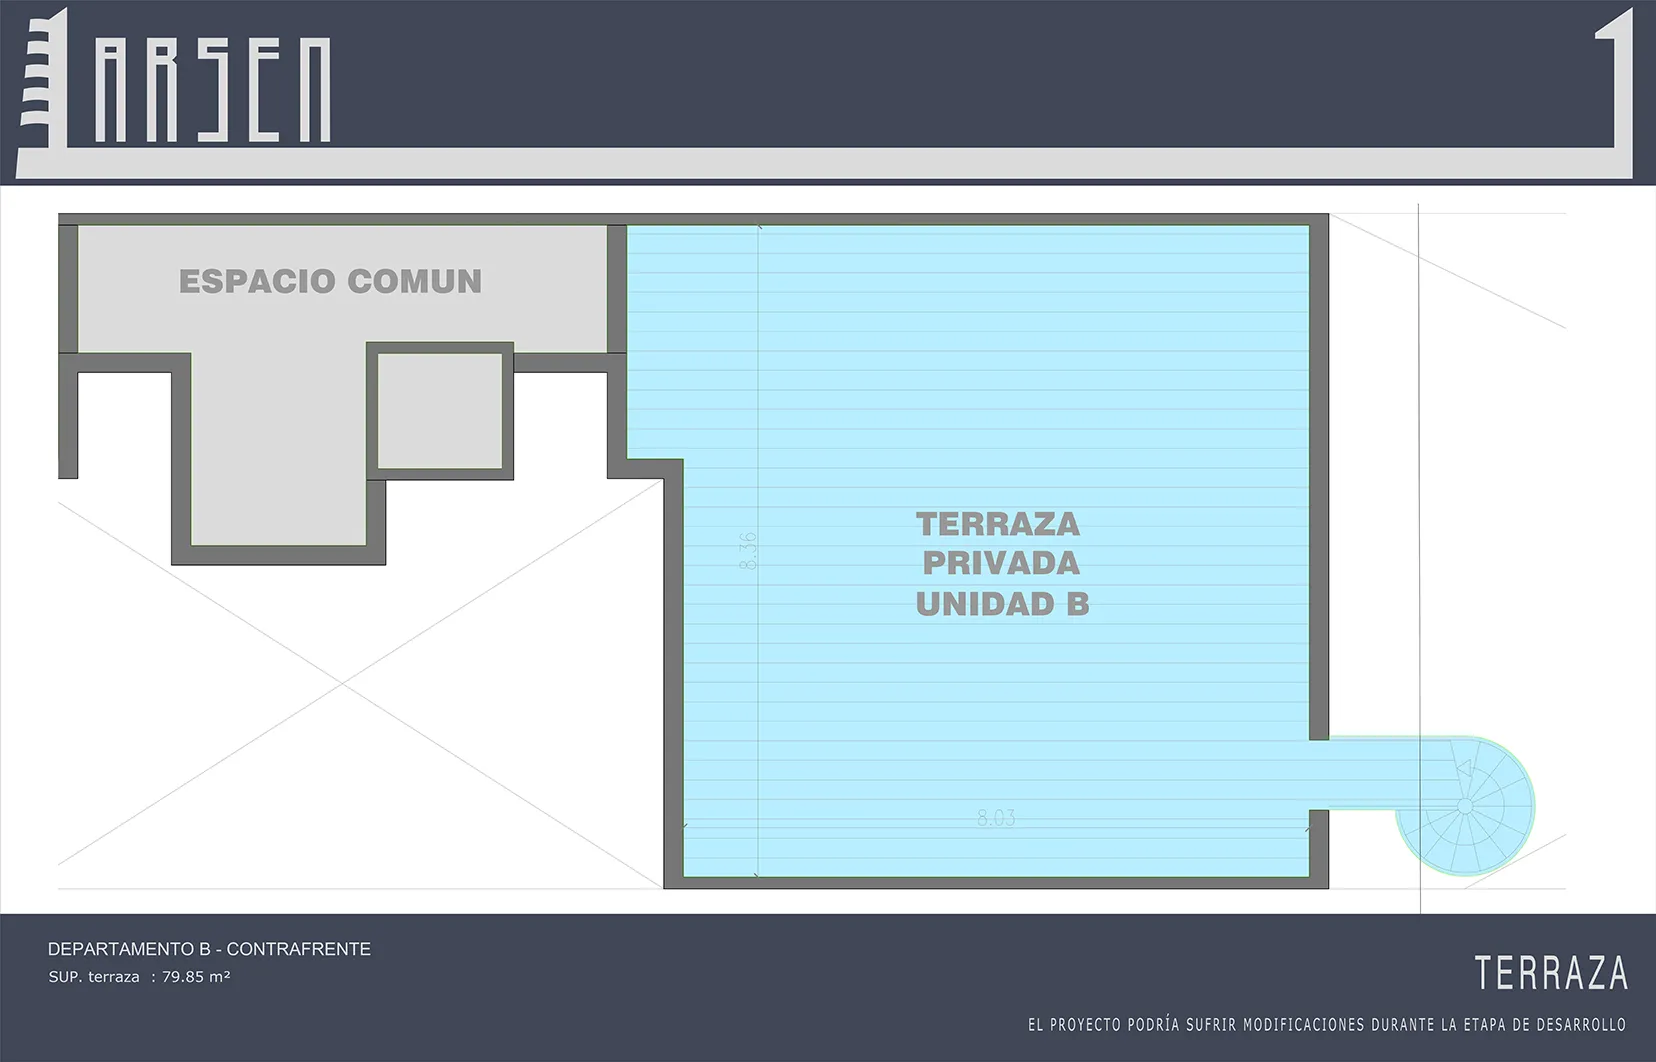 LARSEN
1
ESPACIO COMUN
TERRAZA
PRIVADA
UNIDAD B
8.36
8.03
DEPARTAMENTO B - CONTRAFRENTE
SUP. terraza : 79.85 m²
TERRAZA
EL PROYECTO PODRÍA SUFRIR MODIFICACIONES DURANTE LA ETAPA DE DESARROLLO